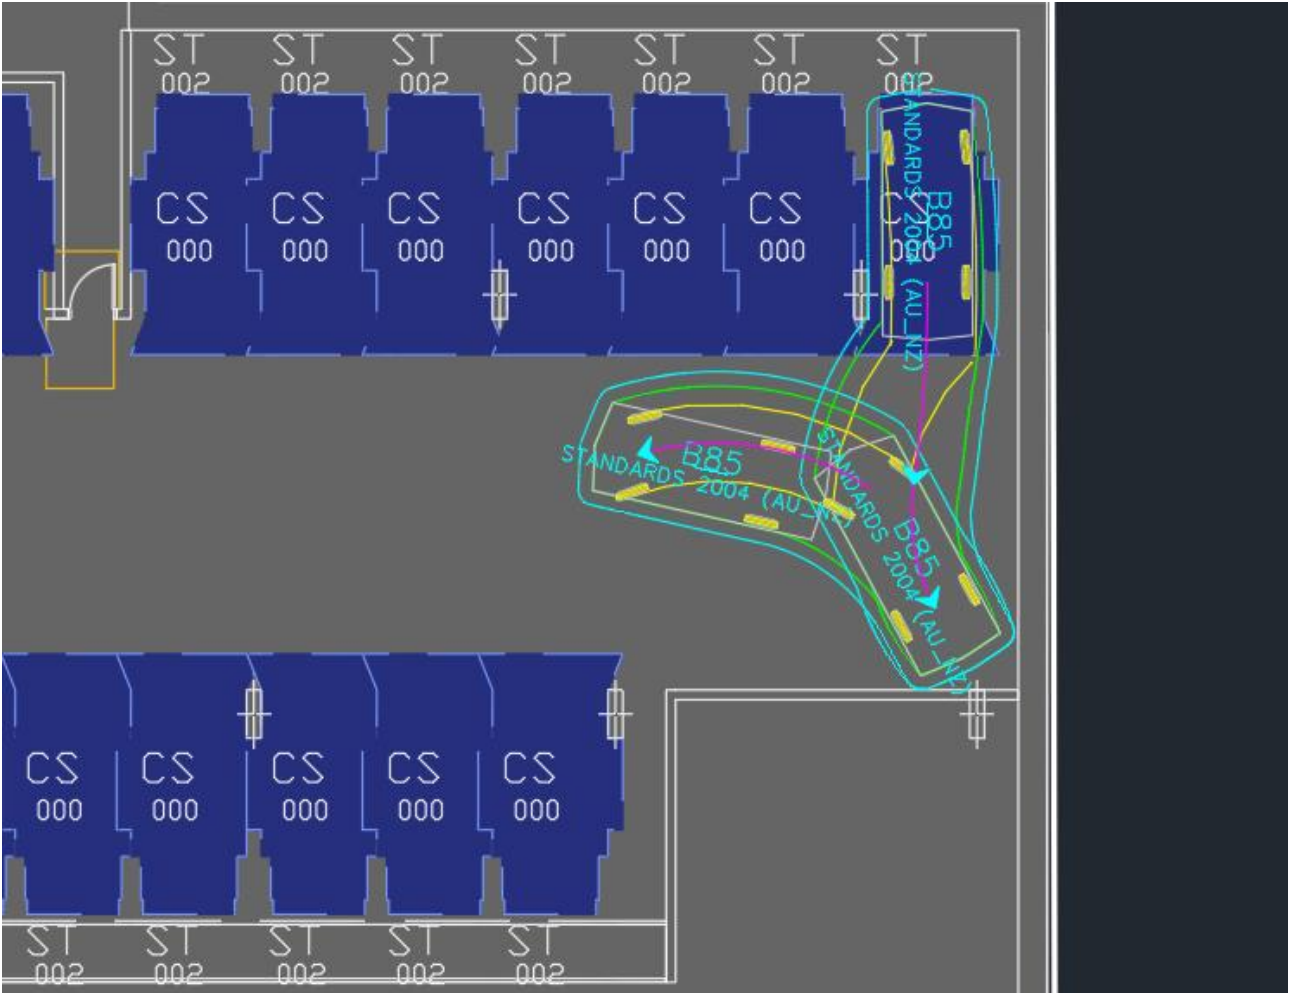 ST ST ST ST ST ST ST
002 002 002 002 002 002 002
CS CS CS CS CS CS CS
000 000 000 000 000 000 000
B85
STANDARDS 2004 (AU_NZ)
B85
STANDARDS 2004 (AU_NZ)
B85
STANDARDS 2004 (AU_NZ)
CS CS CS CS CS
000 000 000 000 000
ST ST ST ST ST
002 002 002 002 002